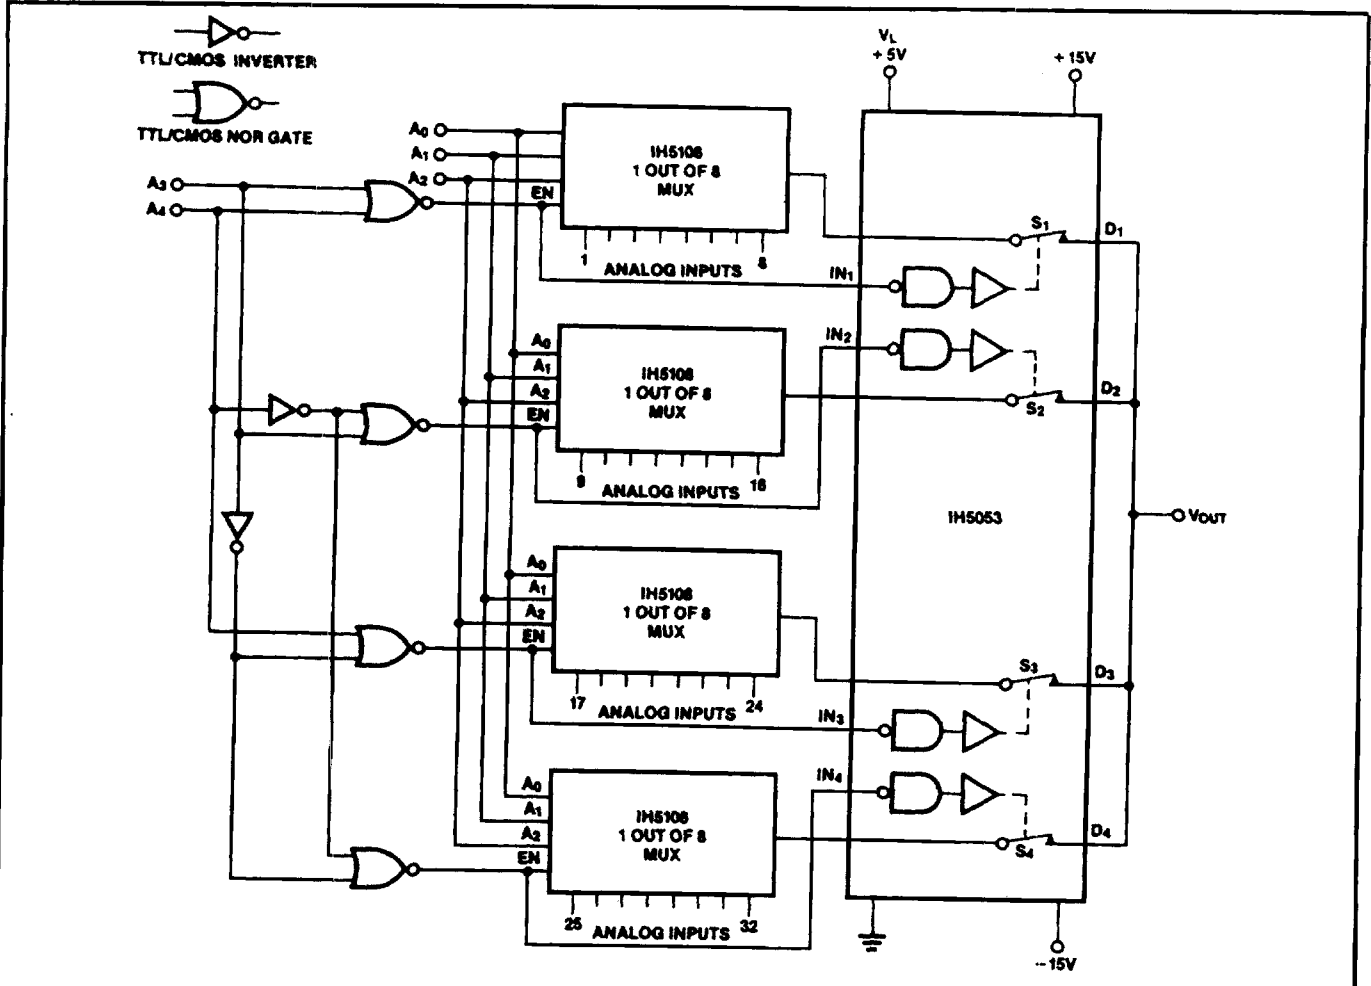 TTL/CMOS INVERTER
TTL/CMOS NOR GATE
VL
+5V
+15V
A0
A1
A2
A3
A4
EN
IH5108
1 OUT OF 8
MUX
1
8
ANALOG INPUTS
IN1
S1
D1
IN2
A0
A1
A2
EN
IH5108
1 OUT OF 8
MUX
S2
D2
9
16
ANALOG INPUTS
IH5053
VOUT
A0
A1
A2
EN
IH5108
1 OUT OF 8
MUX
S3
D3
17
24
ANALOG INPUTS
IN3
IN4
A0
A1
A2
EN
IH5108
1 OUT OF 8
MUX
S4
D4
25
32
ANALOG INPUTS
-15V